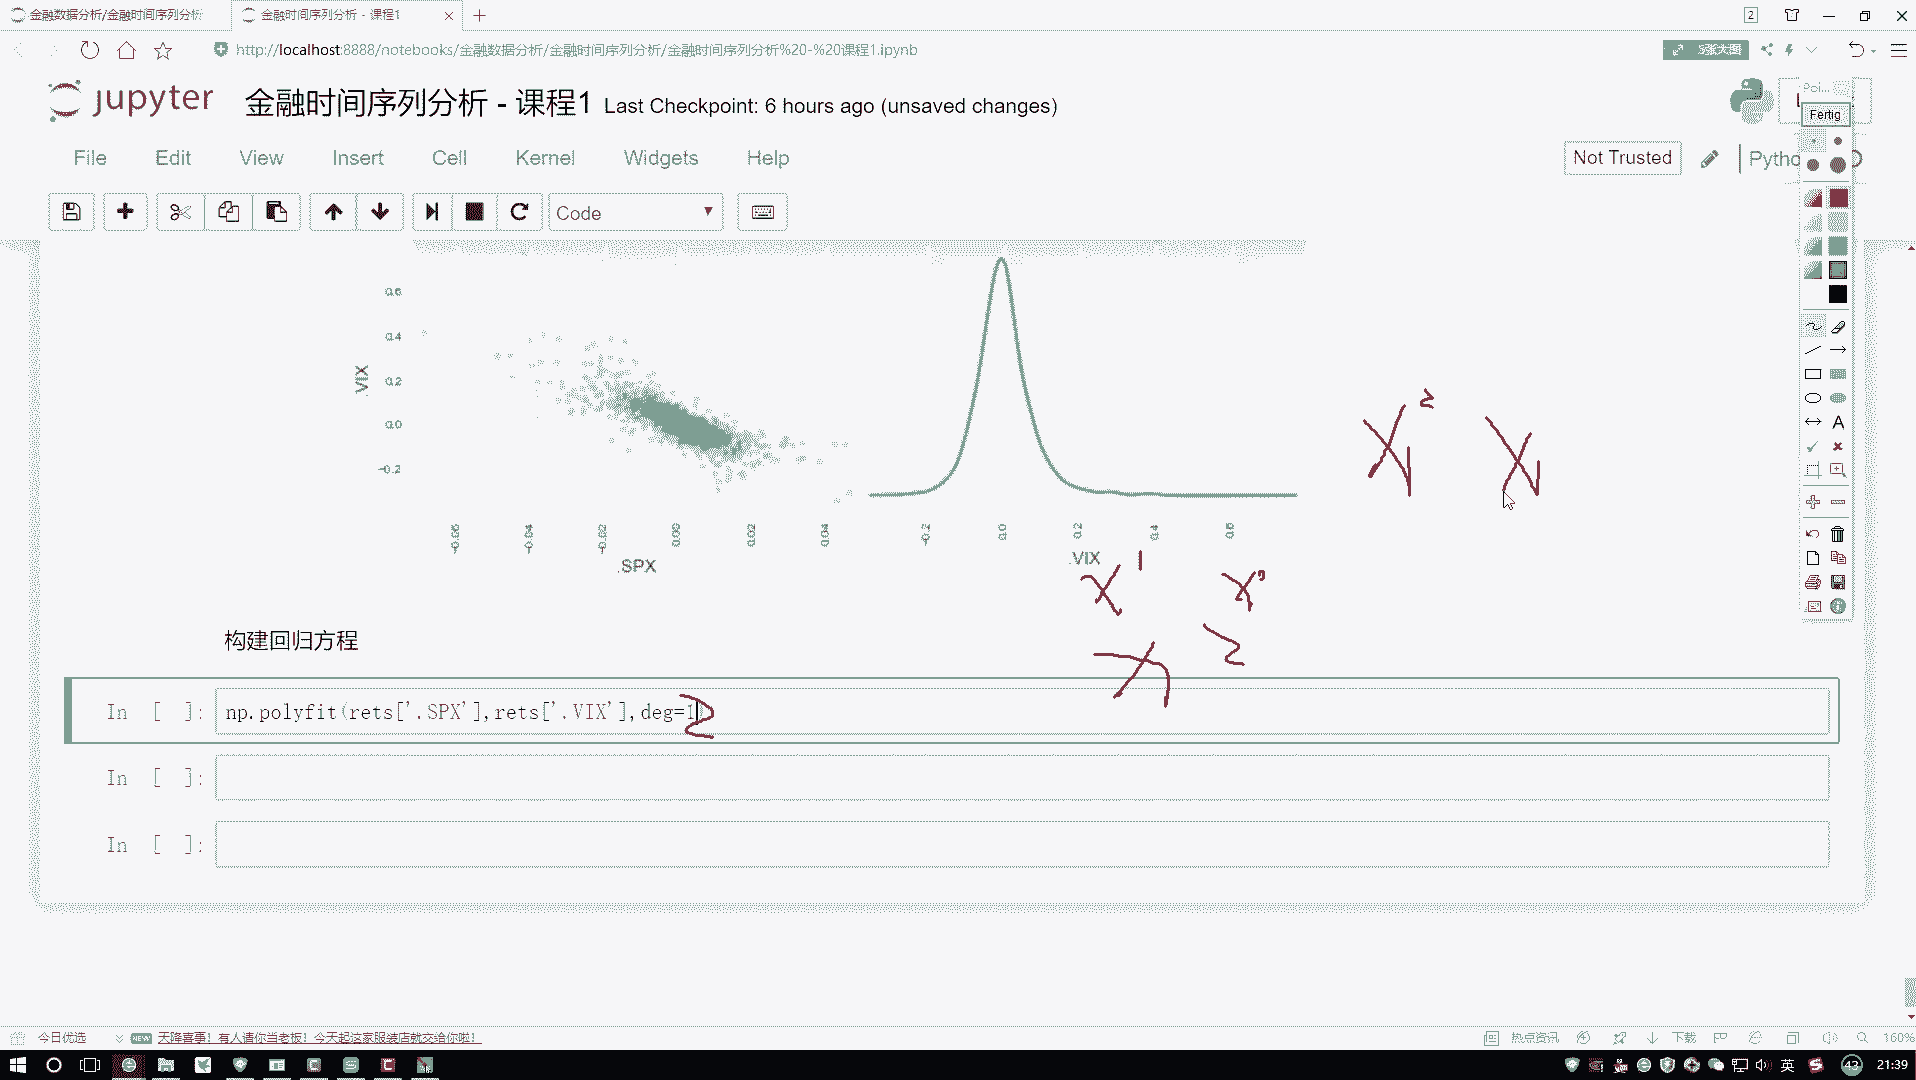 金融数据分析/金融时间序列分析
金融时间序列分析 - 课程1
2
http://localhost:8888/notebooks/金融数据分析/金融时间序列分析/金融时间序列分析%20-%20课程1.ipynb
jupyter 金融时间序列分析 - 课程1 Last Checkpoint: 6 hours ago (unsaved changes)
Poi...
Fertig
File Edit View Insert Cell Kernel Widgets Help
Not Trusted
Pytho
Code
0.6
0.4
0.2
0.0
-0.2
.VIX
-0.06 -0.04 -0.02 0.00 0.02 0.04
.SPX
-0.2 0.0 0.2 0.4 0.6
.VIX
X 2 X
X 1 X
X 2
构建回归方程
In [ ]: np.polyfit(rets['.SPX'],rets['.VIX'],deg=1
2
In [ ]:
In [ ]:
A
今日优选
NEW 天降喜事！有人请你当老板！今天起这家服装店就交给你啦！
热点资讯
下载
160%
英
43
21:39